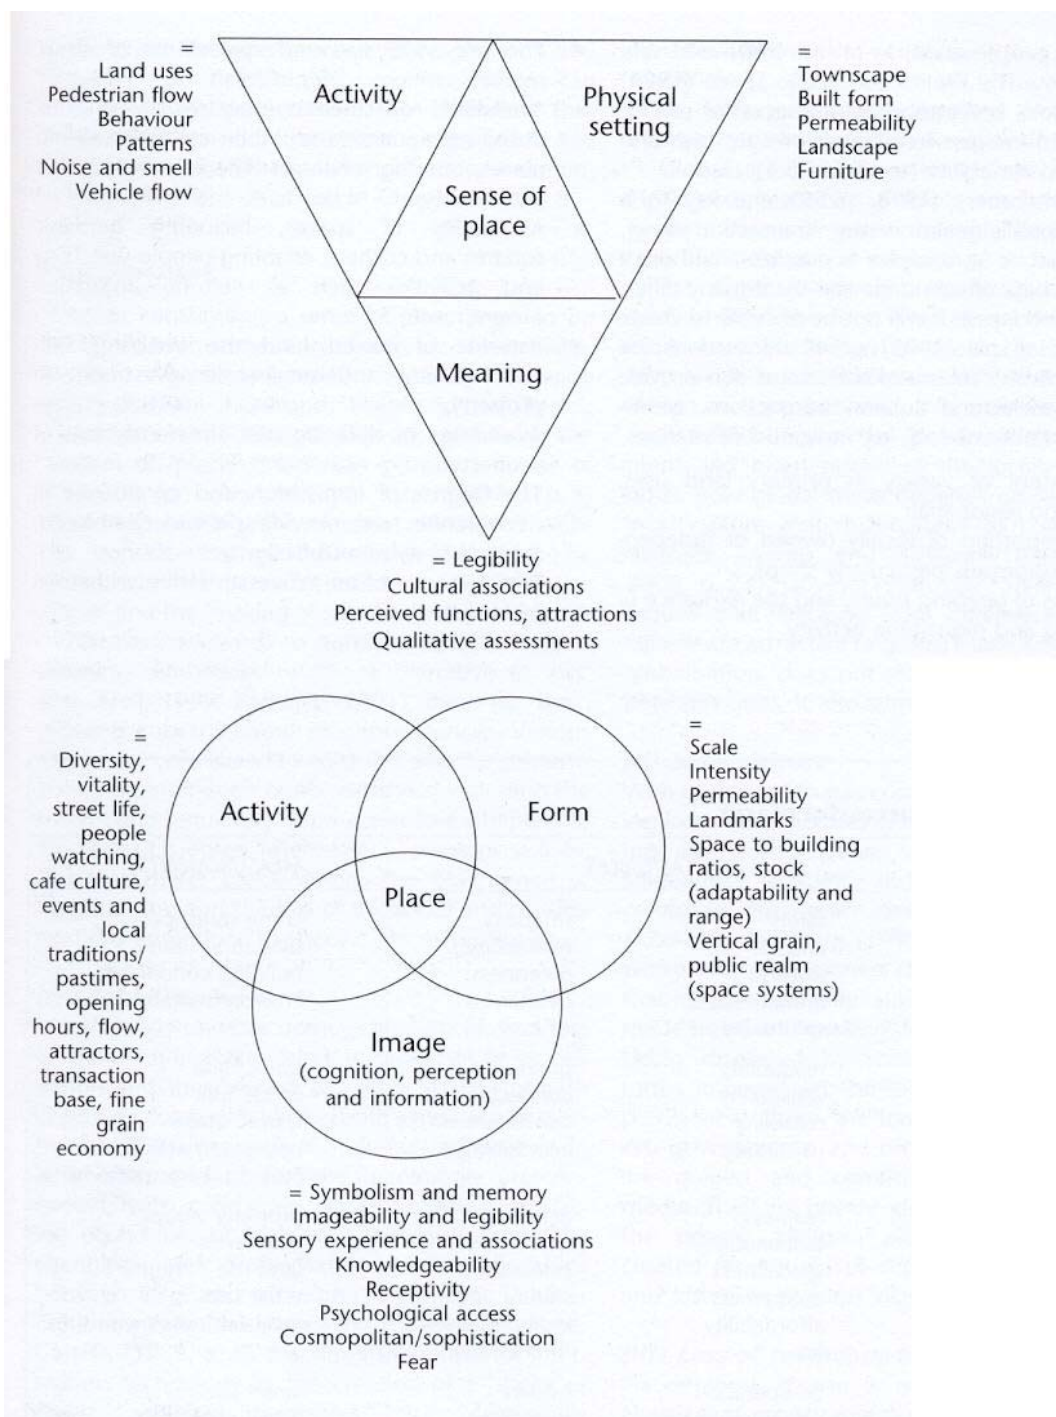 =
Land uses
Pedestrian flow
Behaviour
Patterns
Noise and smell
Vehicle flow
Activity
Physical
setting
=
Townscape
Built form
Permeability
Landscape
Furniture
Sense of
place
Meaning
= Legibility
Cultural associations
Perceived functions, attractions
Qualitative assessments
=
Diversity,
vitality,
street life,
people
watching,
cafe culture,
events and
local
traditions/
pastimes,
opening
hours, flow,
attractors,
transaction
base, fine
grain
economy
Activity
Form
Place
Image
(cognition, perception
and information)
=
Scale
Intensity
Permeability
Landmarks
Space to building
ratios, stock
(adaptability and
range)
Vertical grain,
public realm
(space systems)
= Symbolism and memory
Imageability and legibility
Sensory experience and associations
Knowledgeability
Receptivity
Psychological access
Cosmopolitan/sophistication
Fear